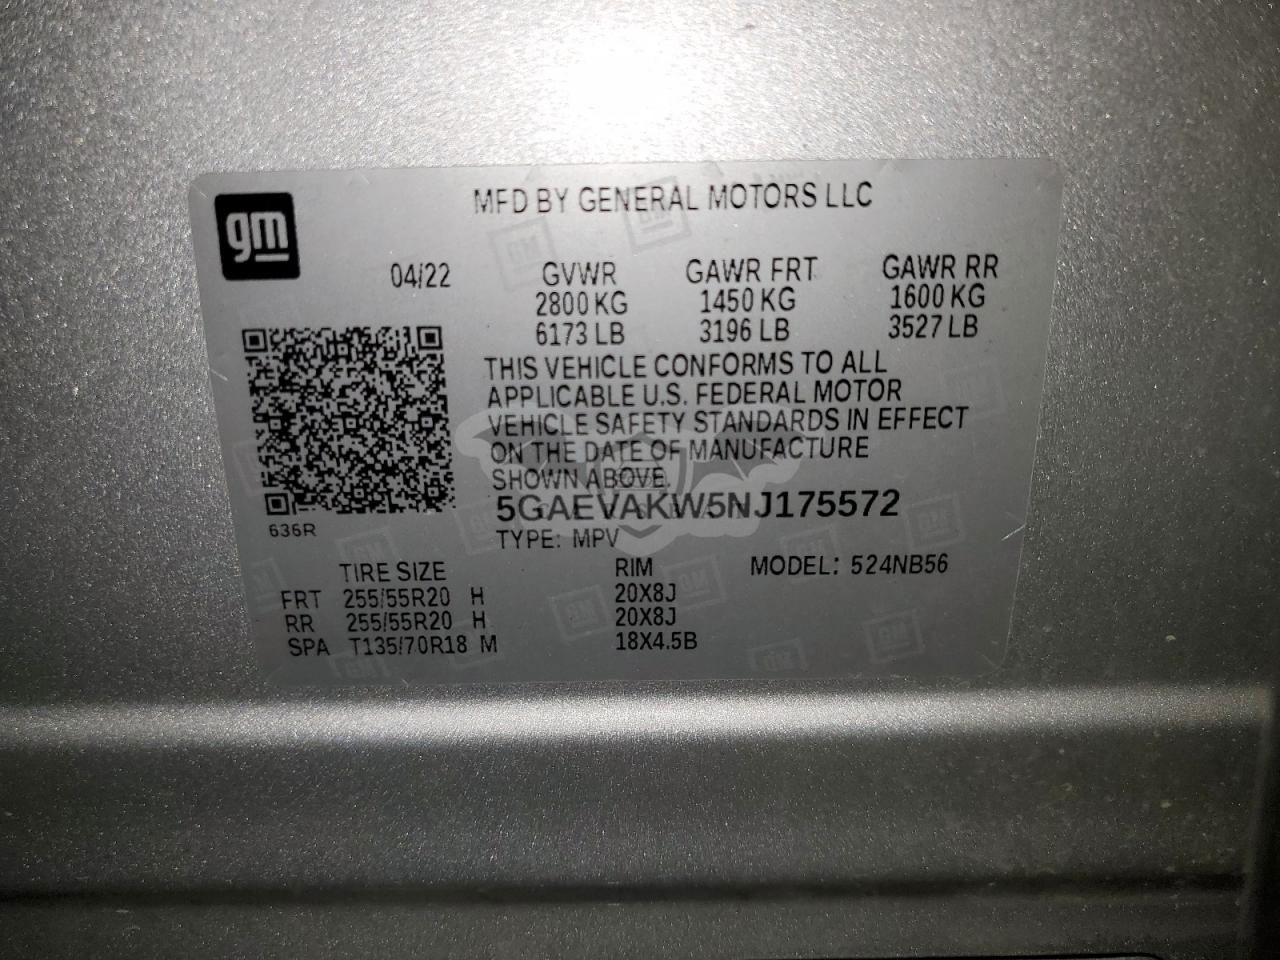 gm
MFD BY GENERAL MOTORS LLC
04/22 GVWR GAWR FRT GAWR RR
2800 KG 1450 KG 1600 KG
6173 LB 3196 LB 3527 LB
THIS VEHICLE CONFORMS TO ALL
APPLICABLE U.S. FEDERAL MOTOR
VEHICLE SAFETY STANDARDS IN EFFECT
ON THE DATE OF MANUFACTURE
SHOWN ABOVE.
5GAEVAKW5NJ175572
636R
TYPE: MPV
TIRE SIZE RIM MODEL: 524NB56
FRT 255/55R20 H 20X8J
RR 255/55R20 H 20X8J
SPA T135/70R18 M 18X4.5B